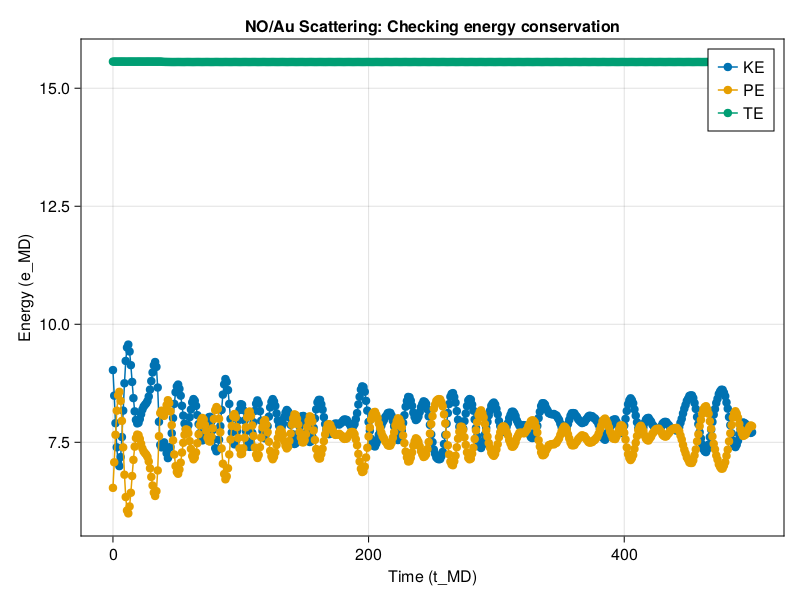 NO/Au Scattering: Checking energy conservation
15.0
12.5
10.0
7.5
Energy (e_MD)
0
200
400
Time (t_MD)
KE
PE
TE